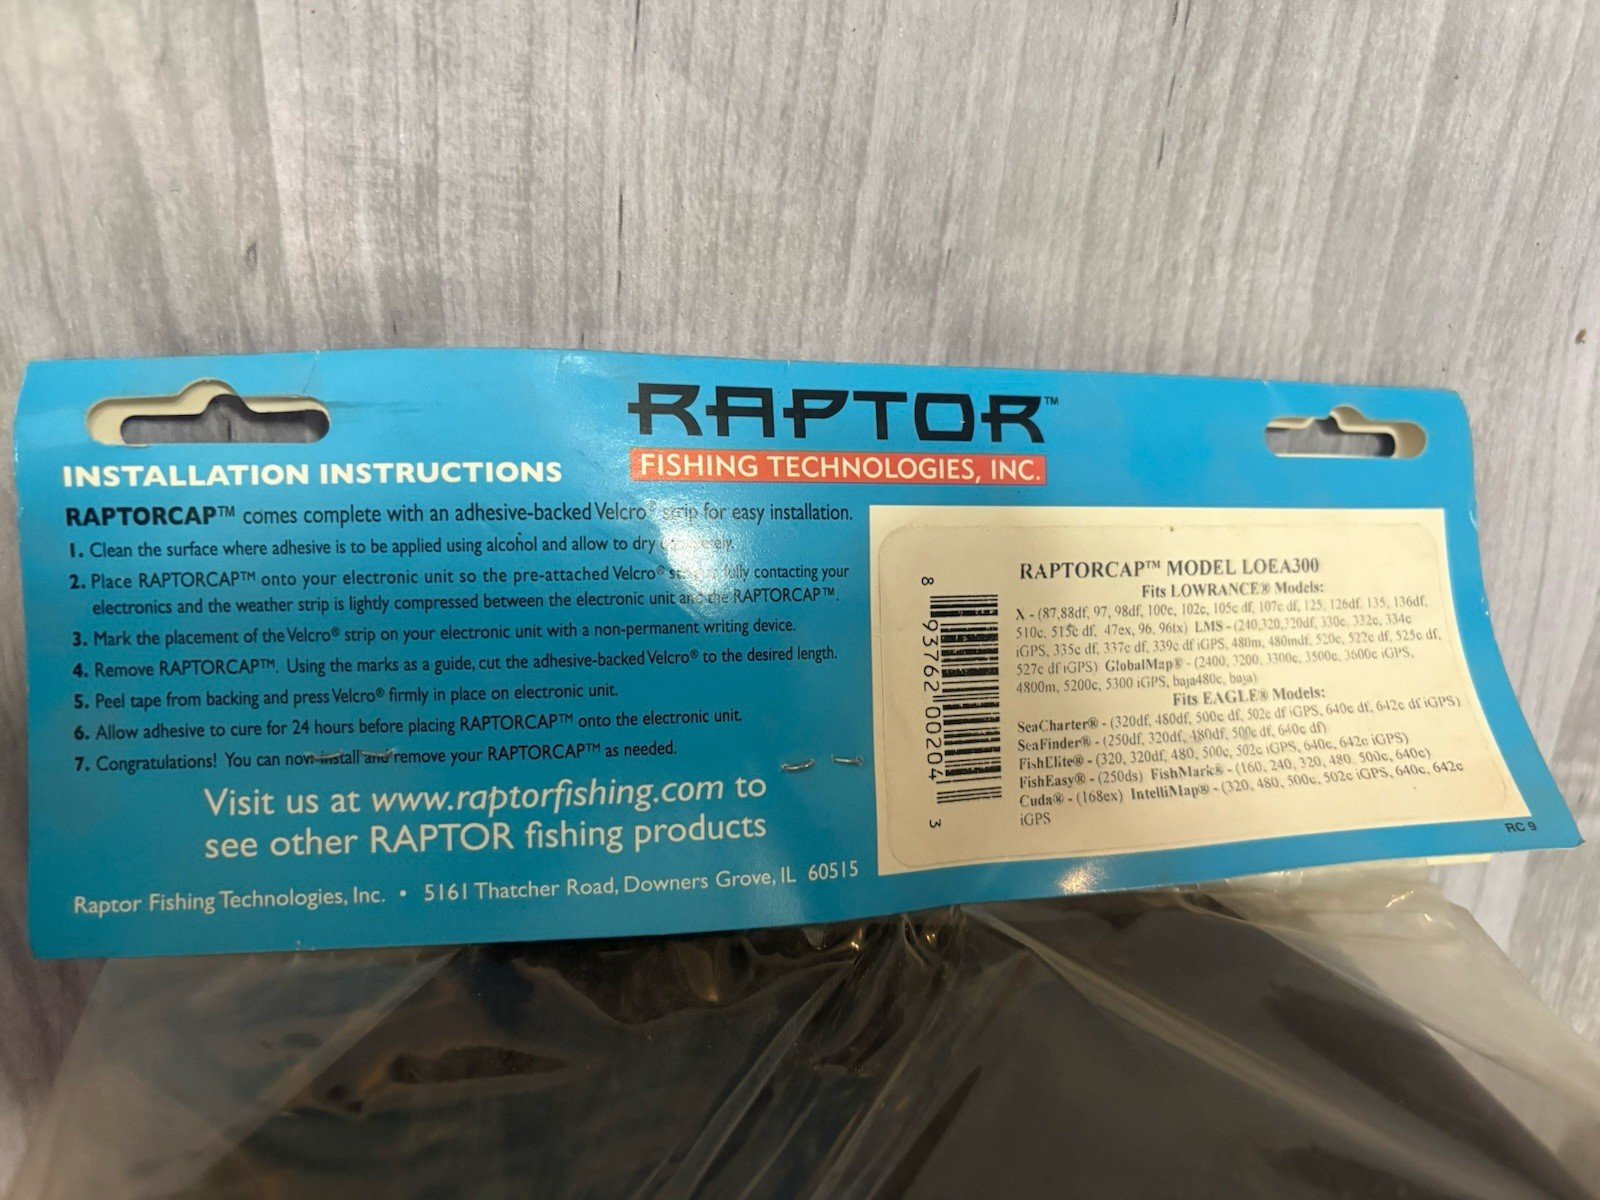 RAPTOR™
FISHING TECHNOLOGIES, INC.
INSTALLATION INSTRUCTIONS
RAPTORCAP™ comes complete with an adhesive-backed Velcro® strip for easy installation.
1. Clean the surface where adhesive is to be applied using alcohol and allow to dry
2. Place RAPTORCAP™ onto your electronic unit so the pre-attached Velcro® fully contacting your
electronics and the weather strip is lightly compressed between the electronic unit and the RAPTORCAP™.
3. Mark the placement of the Velcro® strip on your electronic unit with a non-permanent writing device.
4. Remove RAPTORCAP™. Using the marks as a guide, cut the adhesive-backed Velcro® to the desired length.
5. Peel tape from backing and press Velcro® firmly in place on electronic unit.
6. Allow adhesive to cure for 24 hours before placing RAPTORCAP™ onto the electronic unit.
7. Congratulations! You can now install and remove your RAPTORCAP™ as needed.
Visit us at www.raptorfishing.com to
see other RAPTOR fishing products
Raptor Fishing Technologies, Inc. • 5161 Thatcher Road, Downers Grove, IL 60515
8 93762 00204 3
RAPTORCAP™ MODEL LOEA300
Fits LOWRANCE® Models:
X - (87,88df, 97, 98df, 100c, 102c, 105c df, 107c df, 125, 126df, 135, 136df,
510c, 515c df, 47ex, 96, 96tx) LMS - (240,320,320df, 330c, 332c, 334c
iGPS, 335c df, 337c df, 339c df iGPS, 480m, 480mdf, 520c, 522c df, 525c df,
527c df iGPS) GlobalMap® - (2400, 3200, 3300c, 3500c, 3600c iGPS,
4800m, 5200c, 5300 iGPS, baja480c, baja)
Fits EAGLE® Models:
SeaCharter® - (320df, 480df, 500c df, 502c df iGPS, 640c df, 642c df iGPS)
SeaFinder® - (250df, 320df, 480df, 500c df, 640c df)
FishElite® - (320, 320df, 480, 500c, 502c iGPS, 640c, 642c iGPS)
FishEasy® - (250ds) FishMark® - (160, 240, 320, 480, 500c, 640c)
Cuda® - (168ex) IntelliMap® - (320, 480, 500c, 502c iGPS, 640c, 642c
iGPS
RC 9